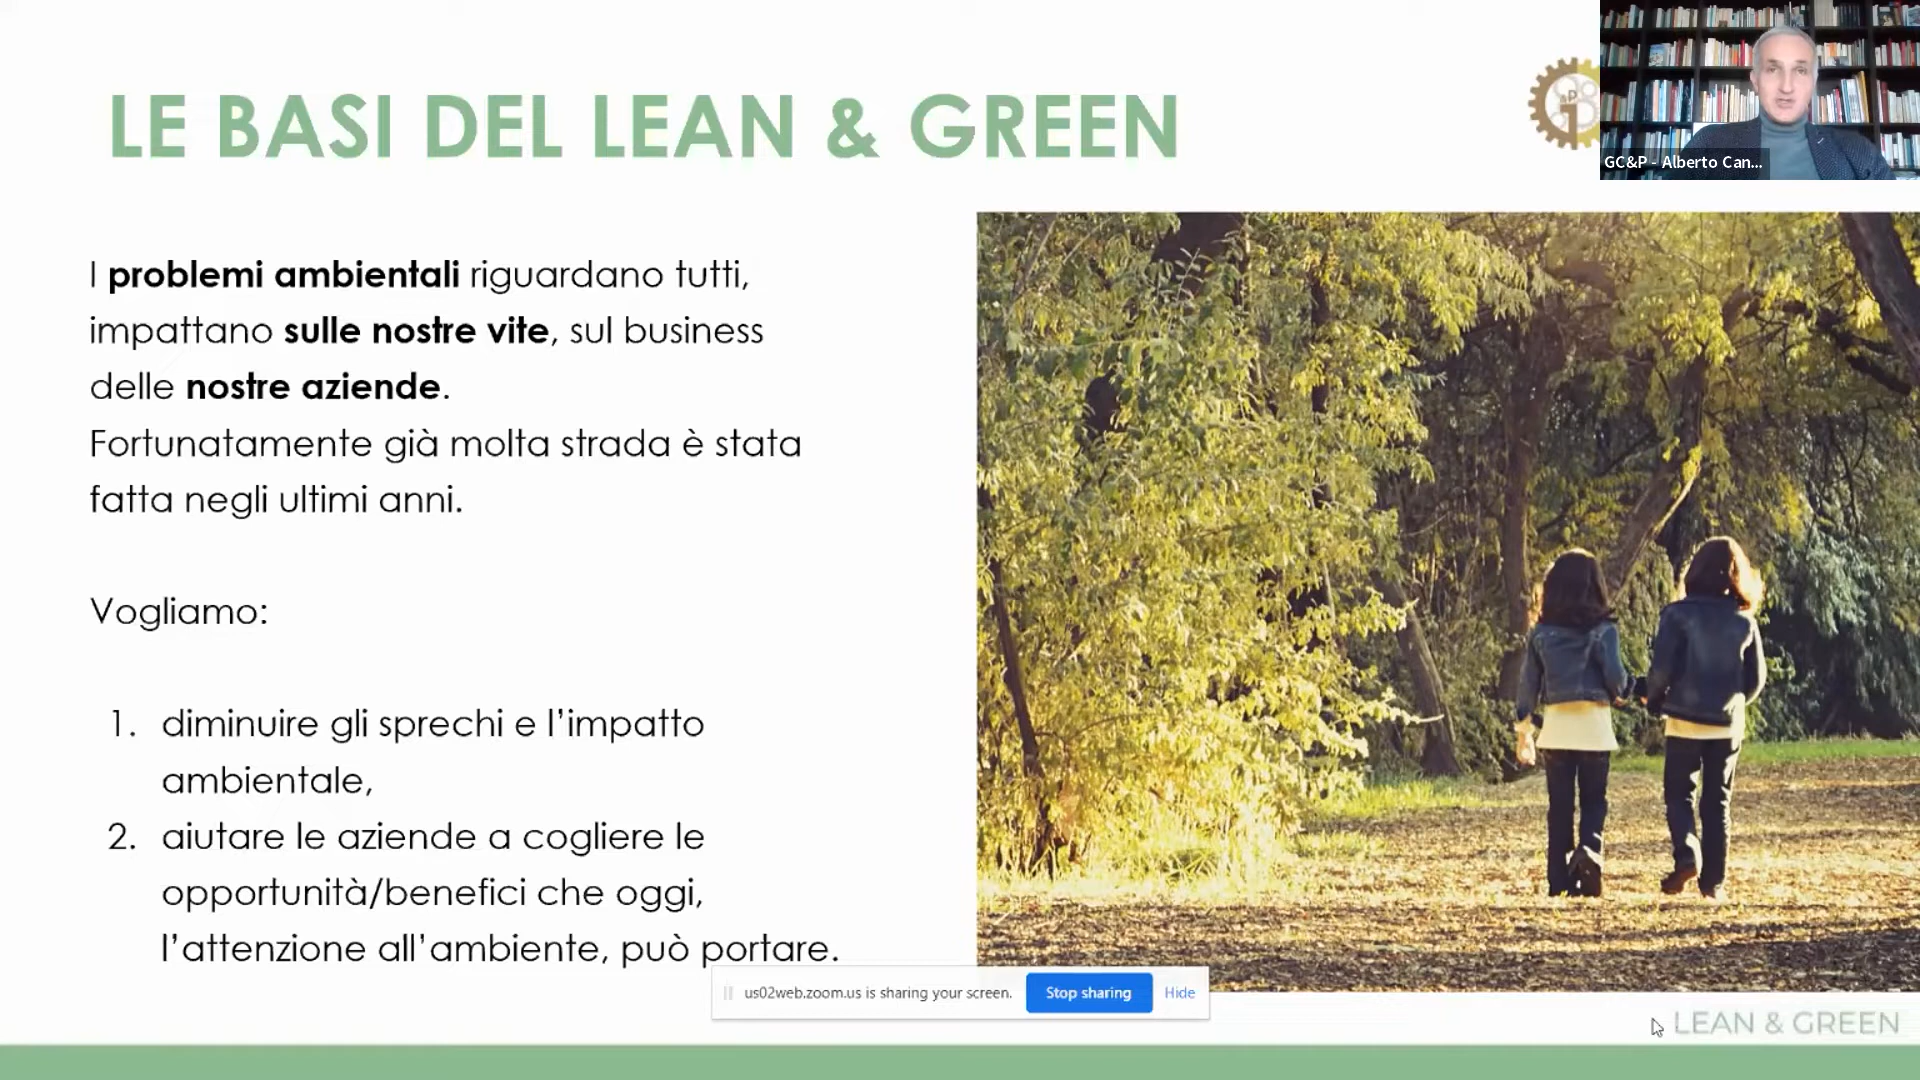 LE BASI DEL LEAN & GREEN
GC&P - Alberto Can...
I problemi ambientali riguardano tutti,
impattano sulle nostre vite, sul business
delle nostre aziende.
Fortunatamente già molta strada è stata
fatta negli ultimi anni.
Vogliamo:
1. diminuire gli sprechi e l'impatto
ambientale,
2. aiutare le aziende a cogliere le
opportunità/benefici che oggi,
l'attenzione all'ambiente, può portare.
us02web.zoom.us is sharing your screen. Stop sharing Hide
LEAN & GREEN